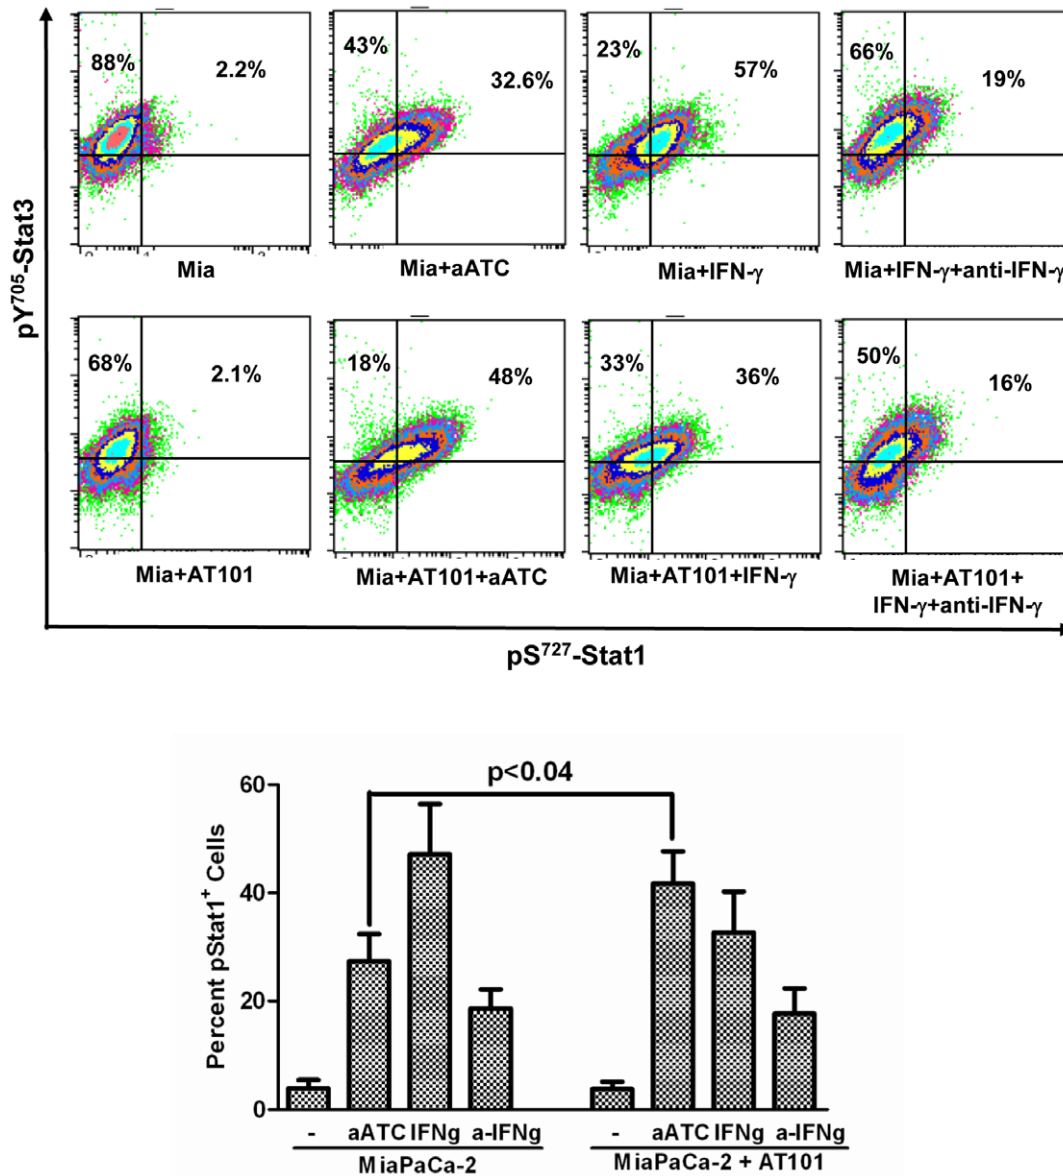 88% 2.2% 43% 32.6% 23% 57% 66% 19%
Mia Mia+aATC Mia+IFN-γ Mia+IFN-γ+anti-IFN-γ
pY705-Stat3
68% 2.1% 18% 48% 33% 36% 50% 16%
Mia+AT101 Mia+AT101+aATC Mia+AT101+IFN-γ Mia+AT101+
IFN-γ+anti-IFN-γ
pS727-Stat1
p<0.04
60
40
20
0
Percent pStat1+ Cells
- aATC IFNg a-IFNg - aATC IFNg a-IFNg
MiaPaCa-2 MiaPaCa-2 + AT101